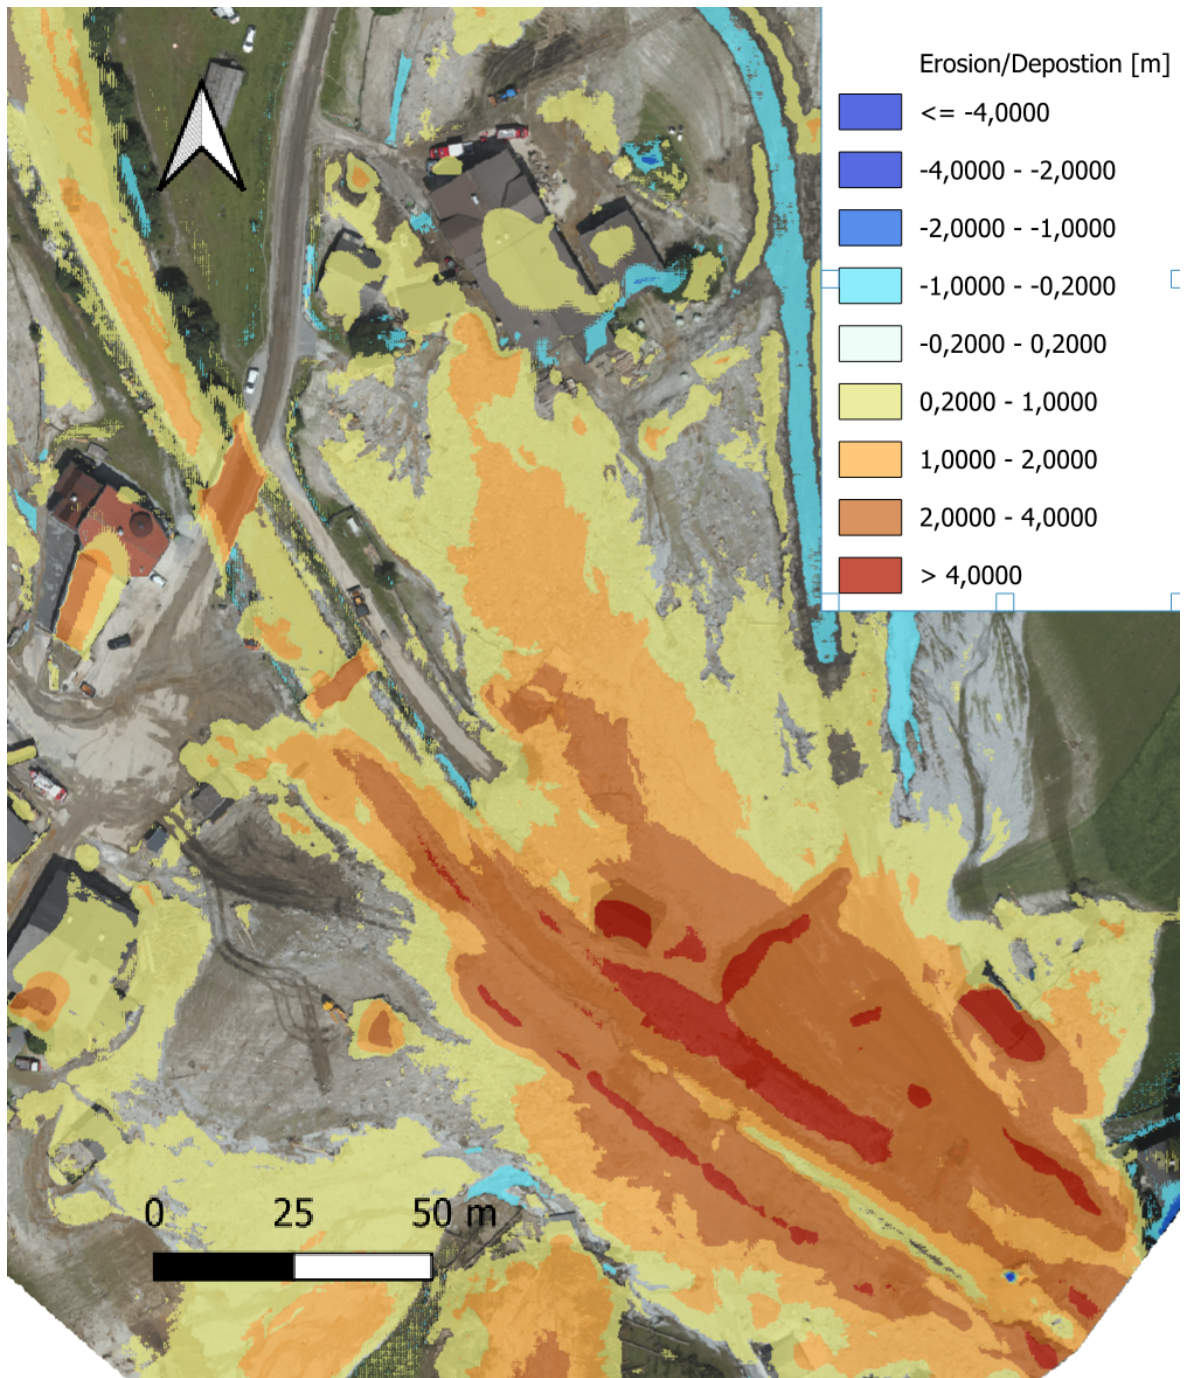 Erosion/Depostion [m]
<= -4,0000
-4,0000 - -2,0000
-2,0000 - -1,0000
-1,0000 - -0,2000
-0,2000 - 0,2000
0,2000 - 1,0000
1,0000 - 2,0000
2,0000 - 4,0000
> 4,0000
0 25 50 m